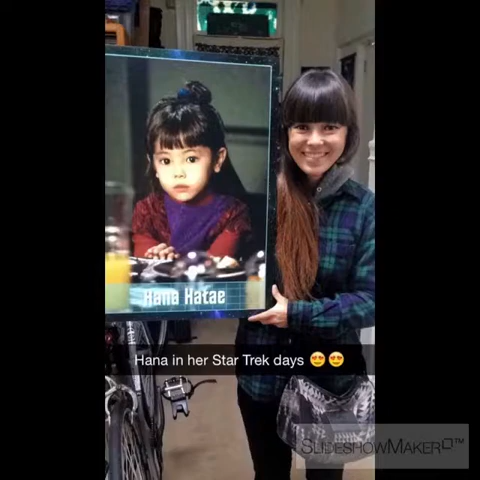 Hana Hatae
Hana in her Star Trek days 😍😍
SlideshowMaker™